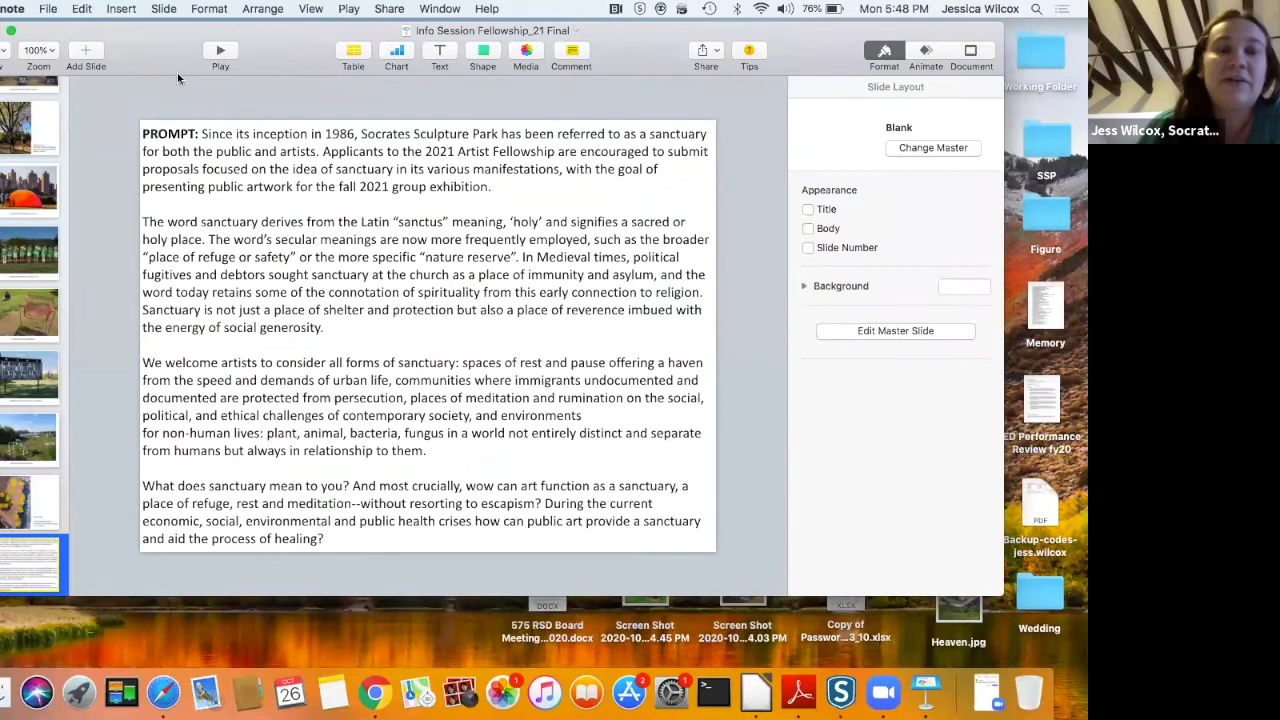 note File Edit Insert Slide Format Arrange View Play Share Window Help 76% Mon 5:48 PM Jessica Wilcox
Info Session Fellowship_21 Final
100%
Zoom Add Slide Play Table Chart Text Shape Media Comment Share Tips Format Animate Document
Slide Layout
Blank
Change Master
Appearance
Title
Body
Slide Number
Background
Edit Master Slide
PROMPT: Since its inception in 1986, Socrates Sculpture Park has been referred to as a sanctuary
for both the public and artists. Applicants to the 2021 Artist Fellowship are encouraged to submit
proposals focused on the idea of sanctuary in its various manifestations, with the goal of
presenting public artwork for the fall 2021 group exhibition.
The word sanctuary derives from the Latin “sanctus” meaning, ‘holy’ and signifies a sacred or
holy place. The word’s secular meanings are now more frequently employed, such as the broader
“place of refuge or safety” or the more specific “nature reserve”. In Medieval times, political
fugitives and debtors sought sanctuary at the church as a place of immunity and asylum, and the
word today retains some of the connotation of spirituality from this early connection to religion.
Sanctuary is not just a place of shelter and protection but also a place of reverence imbued with
the energy of social generosity.
We welcome artists to consider all forms of sanctuary: spaces of rest and pause offering a haven
from the speed and demands of urban life, communities where immigrants undocumented and
documented are protected from persecution, places of meditation and rumination on the social,
political, and ethical challenges of contemporary society, and environments
for non-human lives: plant, animal, bacteria, fungus in a world not entirely distinct and separate
from humans but always in relationship to them.
What does sanctuary mean to you? And most crucially, wow can art function as a sanctuary, a
place of refuge, rest and meditation--without resorting to escapism? During the current
economic, social, environmental and public health crises how can public art provide a sanctuary
and aid the process of healing?
Working Folder
SSP
Figure
Memory
ED Performance
Review fy20
PDF
Backup-codes-
jess.wilcox
Wedding
DOCX
XLSX
575 RSD Board
Meeting...020.docx
Screen Shot
2020-10...4.45 PM
Screen Shot
2020-10...4.03 PM
Copy of
Passwor...3_10.xlsx
Heaven.jpg
OCT
26
1
2
1
Jess Wilcox, Socrat...